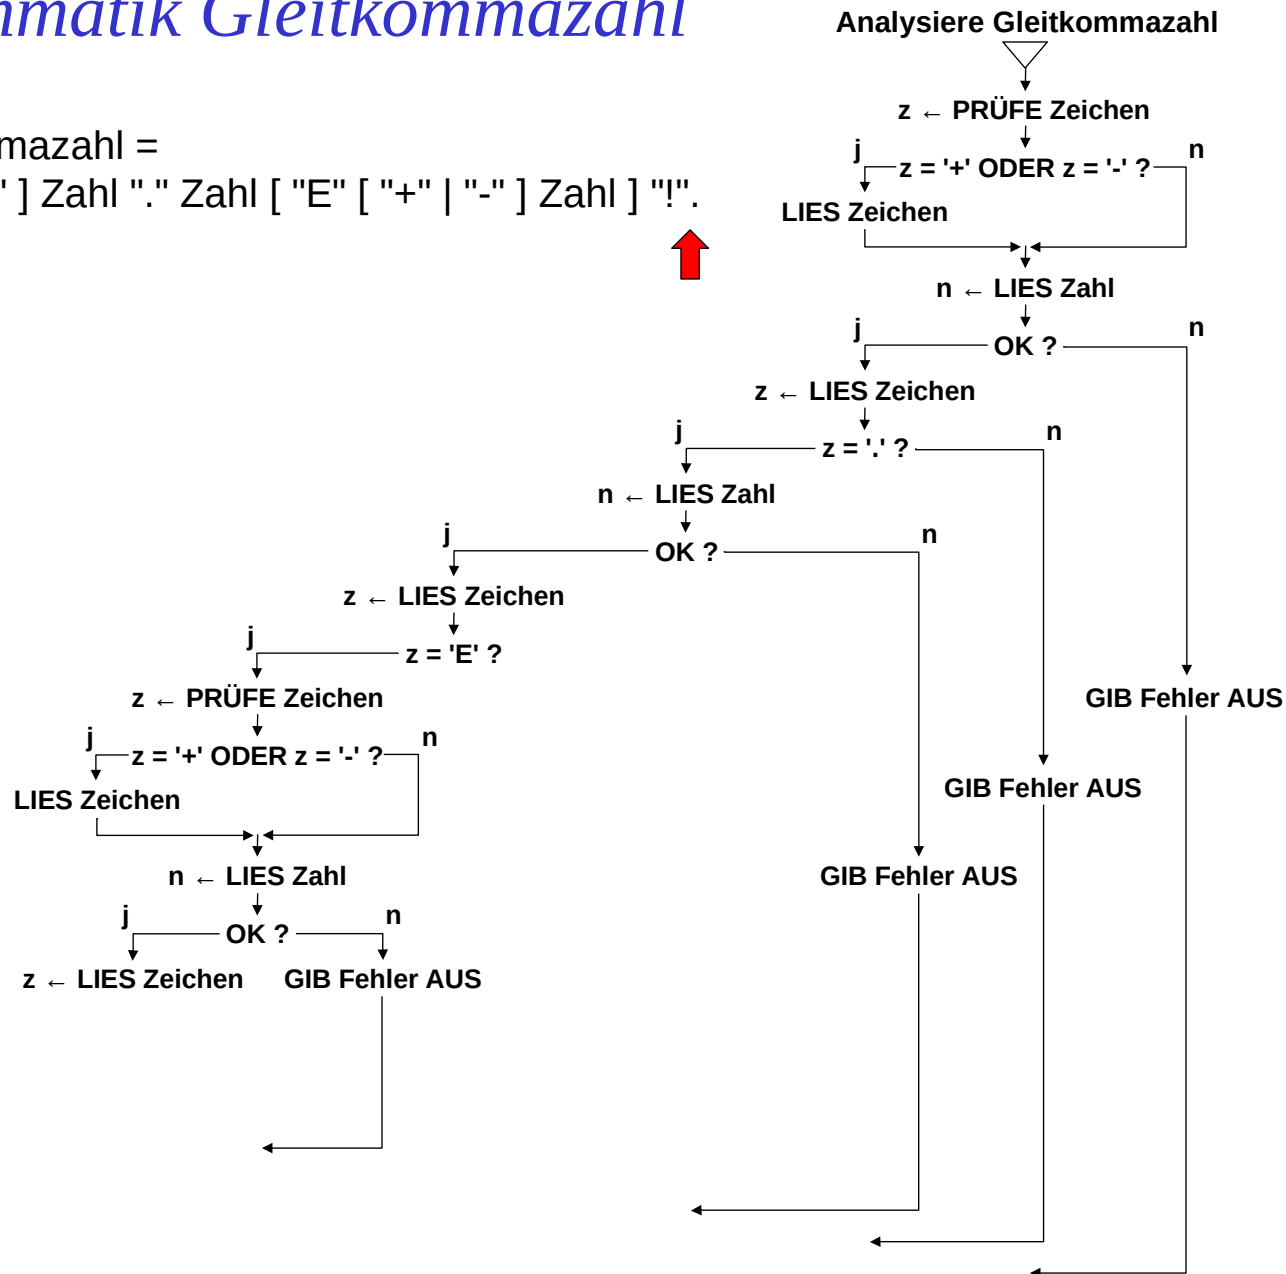 mmatik Gleitkommazahl
mazahl =
" ] Zahl "." Zahl [ "E" [ "+" | "-" ] Zahl ] "!".
Analysiere Gleitkommazahl
z ← PRÜFE Zeichen
j
z = '+' ODER z = '-' ?
n
LIES Zeichen
n ← LIES Zahl
j
OK ?
n
z ← LIES Zeichen
j
z = '.' ?
n
n ← LIES Zahl
j
OK ?
n
z ← LIES Zeichen
j
z = 'E' ?
z ← PRÜFE Zeichen
GIB Fehler AUS
j
z = '+' ODER z = '-' ?
n
LIES Zeichen
GIB Fehler AUS
n ← LIES Zahl
GIB Fehler AUS
j
OK ?
n
z ← LIES Zeichen
GIB Fehler AUS